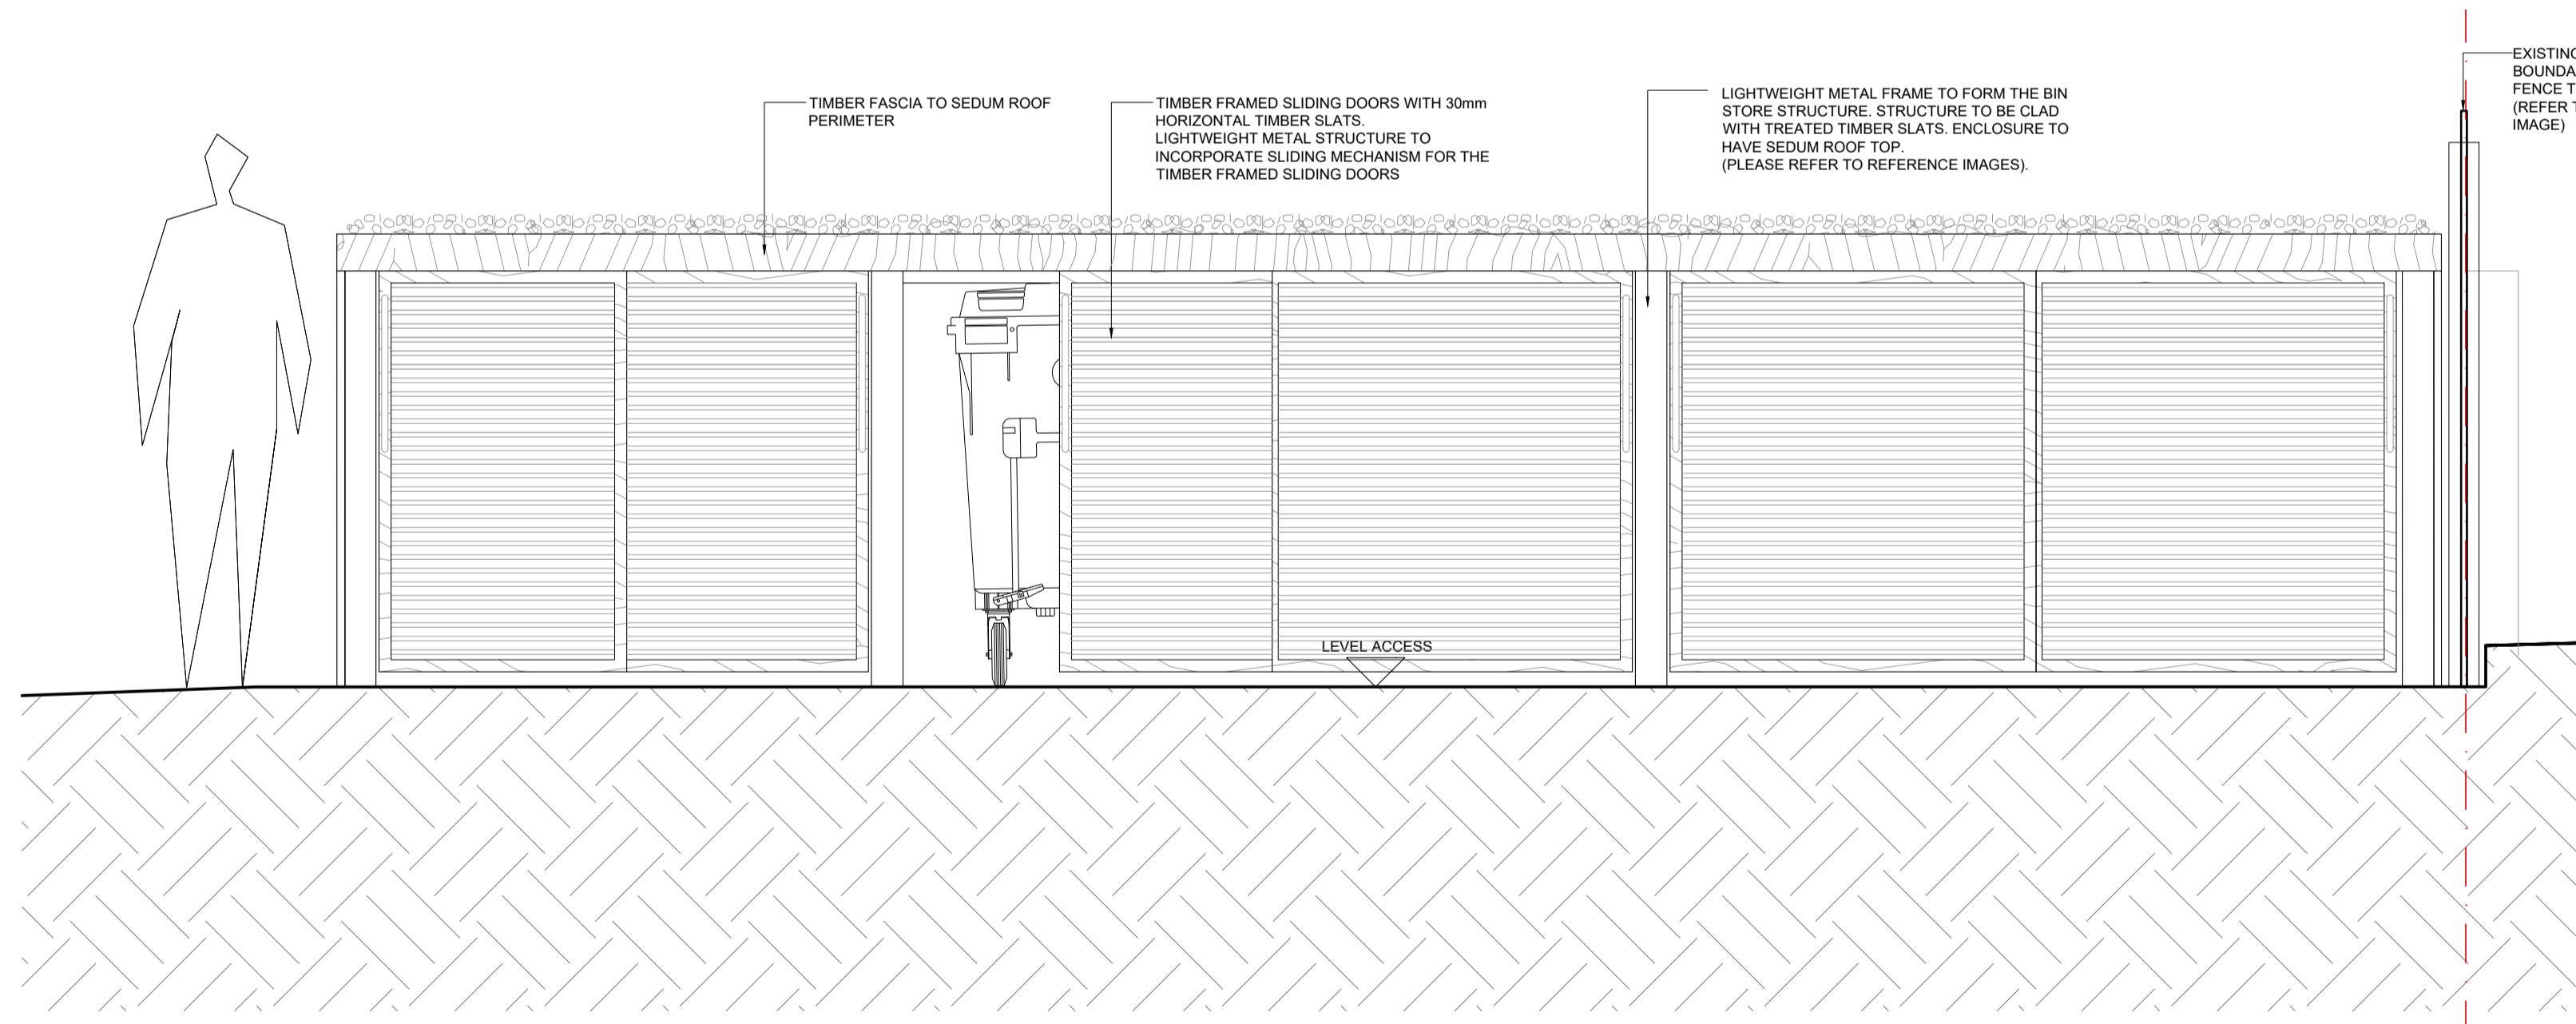 TIMBER FASCIA TO SEDUM ROOF
PERIMETER
TIMBER FRAMED SLIDING DOORS WITH 30mm
HORIZONTAL TIMBER SLATS.
LIGHTWEIGHT METAL STRUCTURE TO
INCORPORATE SLIDING MECHANISM FOR THE
TIMBER FRAMED SLIDING DOORS
LIGHTWEIGHT METAL FRAME TO FORM THE BIN
STORE STRUCTURE. STRUCTURE TO BE CLAD
WITH TREATED TIMBER SLATS. ENCLOSURE TO
HAVE SEDUM ROOF TOP.
(PLEASE REFER TO REFERENCE IMAGES).
FENCE
(REFER
IMAGE)
LEVEL ACCESS